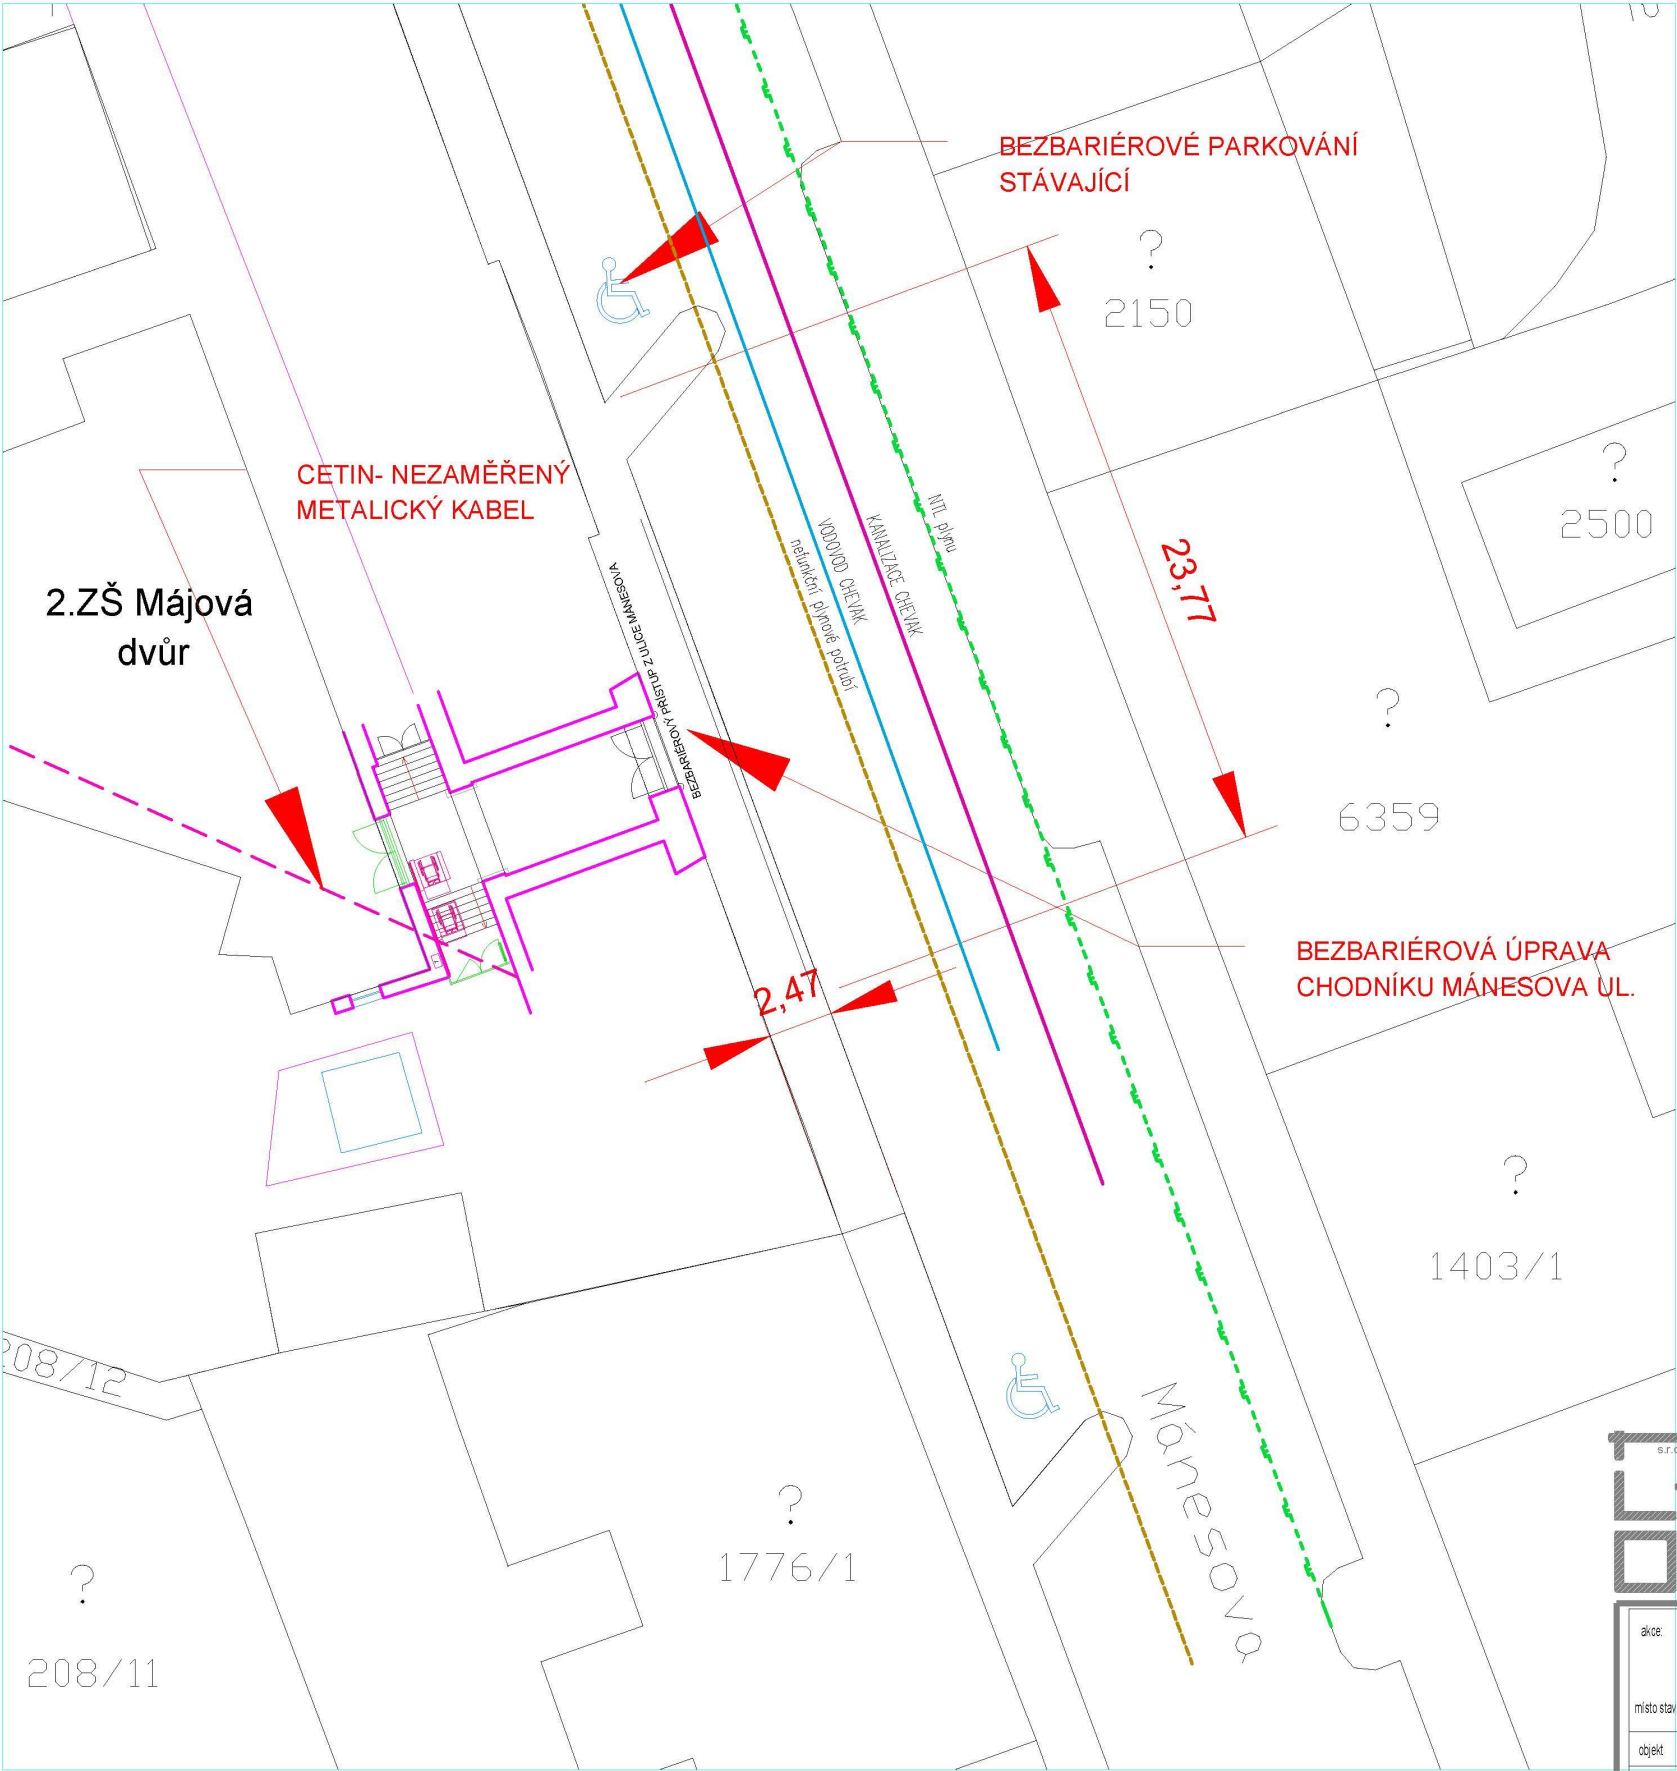 BEZBARIÉROVÉ PARKOVÁNÍ
STÁVAJÍCÍ
?
2150
CETIN- NEZAMĚŘENÝ
METALICKÝ KABEL
?
2500
NTL plynu
KANALIZACE CHEVAK
VODOVOD CHEVAK
nefunkční plynové potrubí
23,77
2.ZŠ Májová
dvůr
BEZBARIÉROVÝ PŘÍSTUP Z ULICE MÁNESOVA
?
6359
BEZBARIÉROVÁ ÚPRAVA
CHODNÍKU MÁNESOVA UL.
2,47
?
1403/1
208/12
Mánesova
?
1776/1
?
208/11
akce:
místo stav
objekt